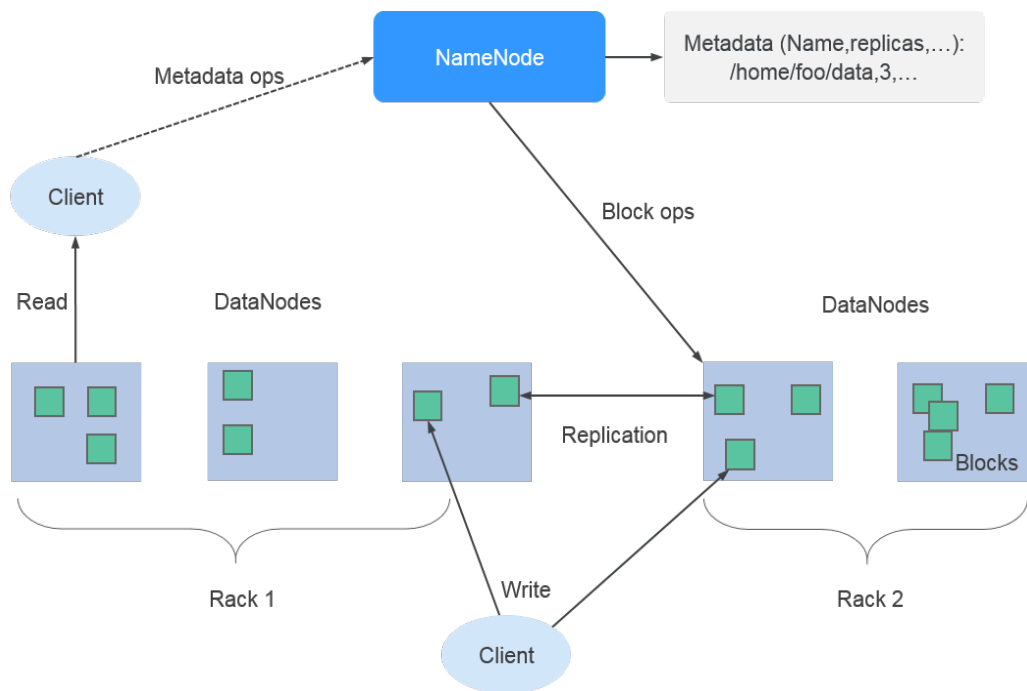 NameNode
Metadata (Name,replicas,…):
/home/foo/data,3,…
Metadata ops
Client
Block ops
Read
DataNodes
DataNodes
Replication
Blocks
Rack 1
Write
Rack 2
Client